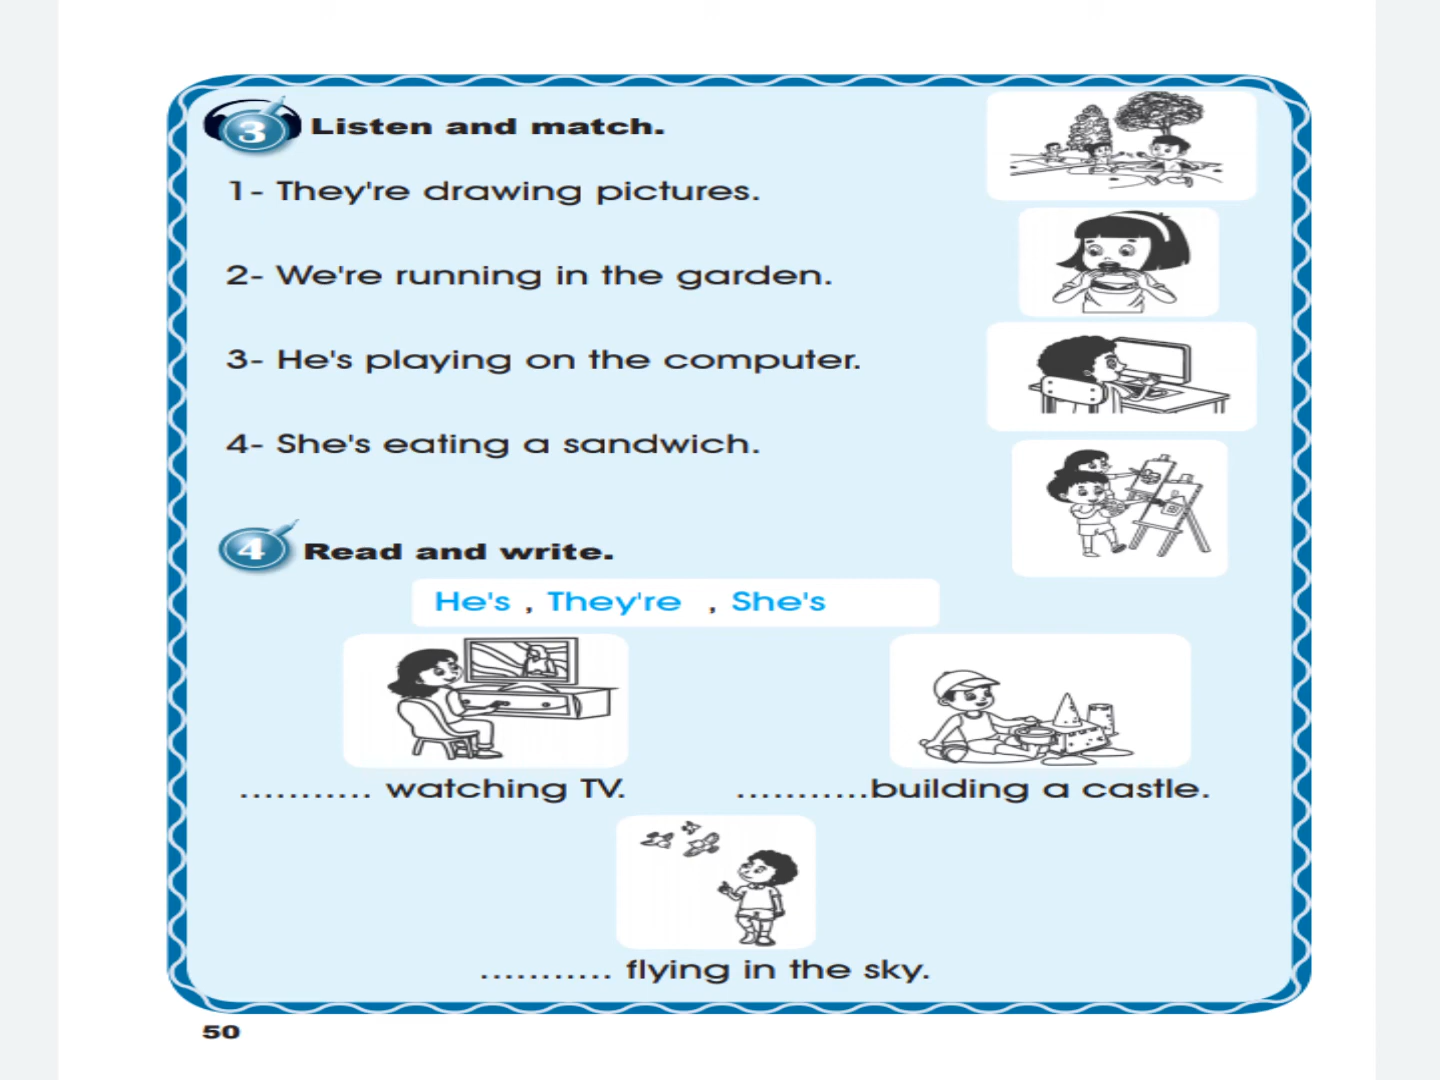 3 Listen and match.
1- They're drawing pictures.
2- We're running in the garden.
3- He's playing on the computer.
4- She's eating a sandwich.
4 Read and write.
He's , They're , She's
........... watching TV. ...........building a castle.
........... flying in the sky.
50